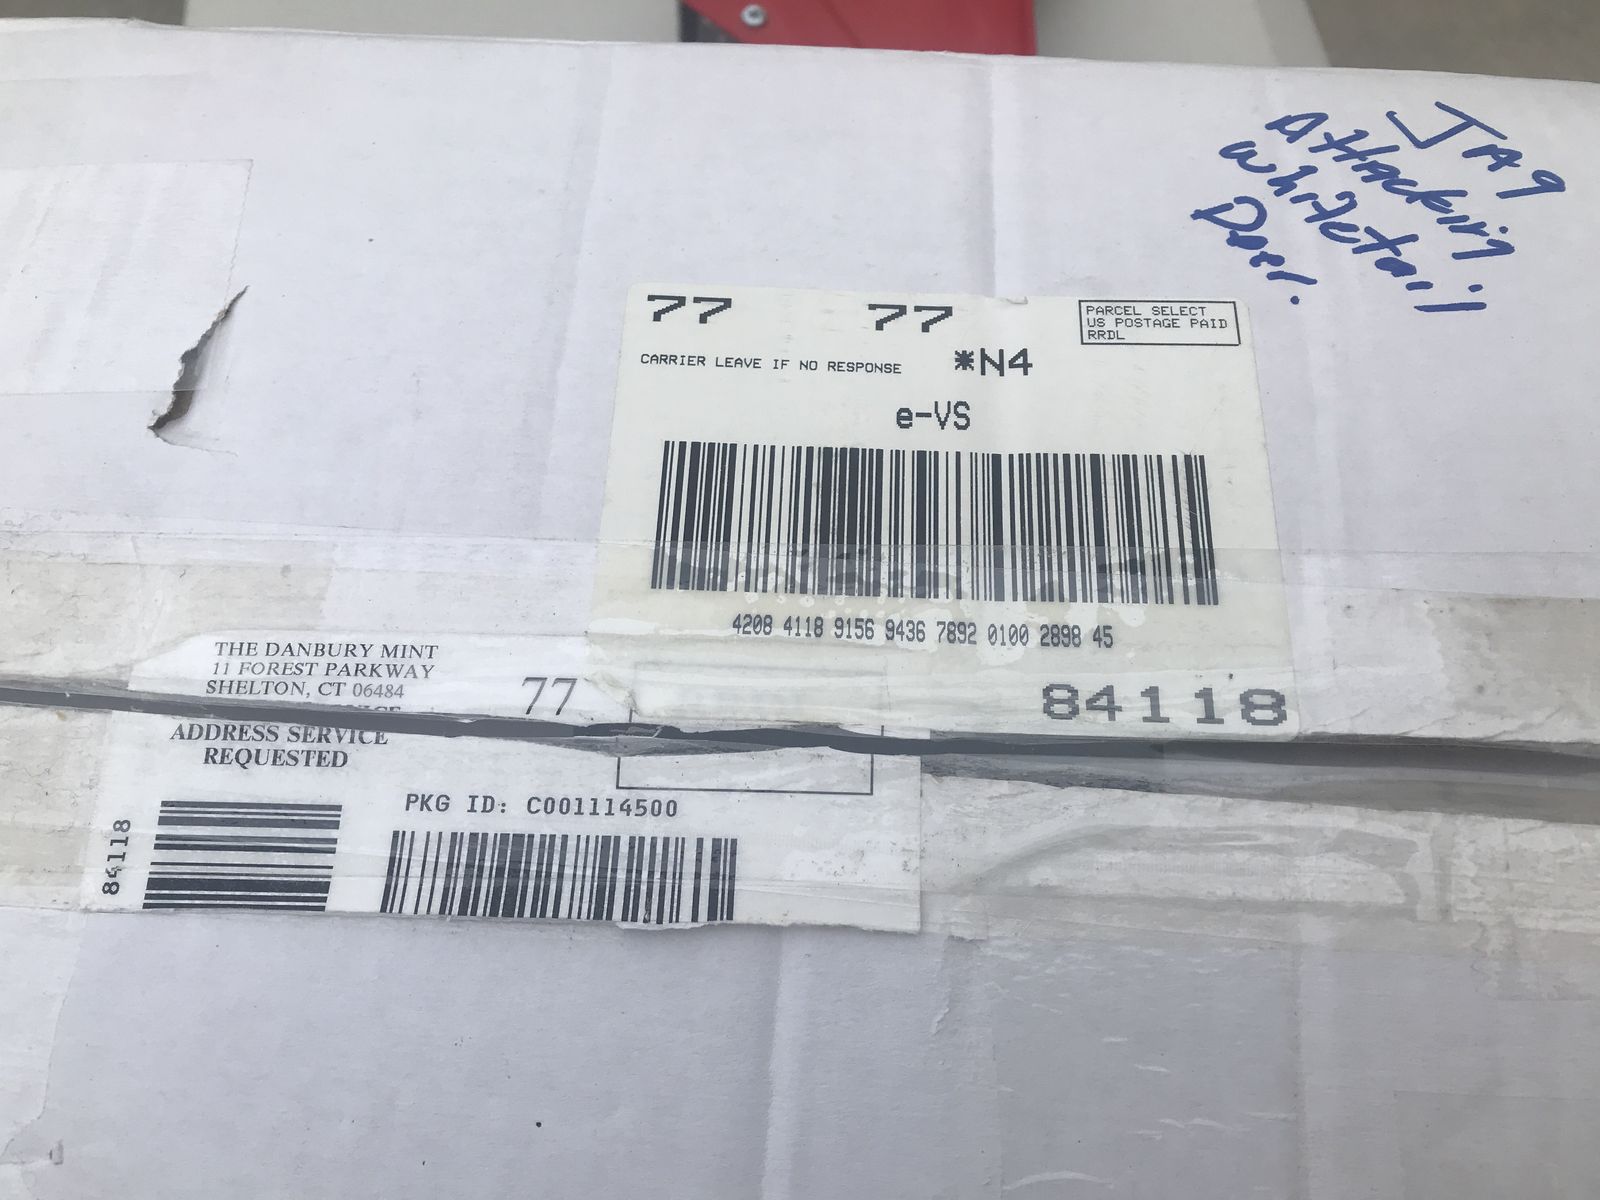 JAg
Attackiný
Whitetail
Deer.
77 77
PARCEL SELECT
US POSTAGE PAID
RRDL
CARRIER LEAVE IF NO RESPONSE *N4
e-VS
4208 4118 9156 9436 7892 0100 2898 45
84118
THE DANBURY MINT
11 FOREST PARKWAY
SHELTON, CT 06484
77
ADDRESS SERVICE
REQUESTED
PKG ID: C001114500
84118